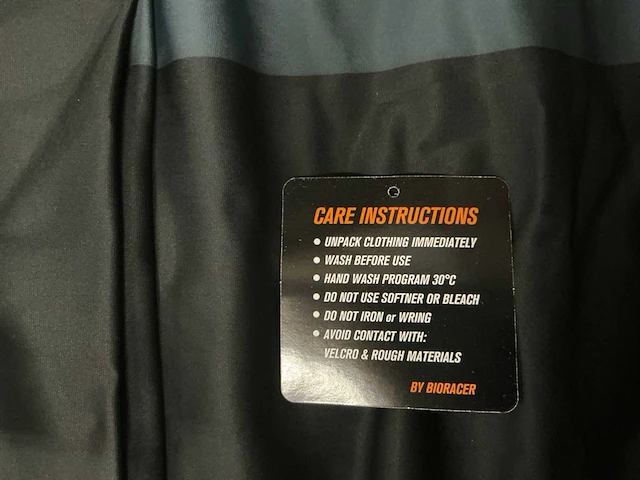 CARE INSTRUCTIONS
● UNPACK CLOTHING IMMEDIATELY
● WASH BEFORE USE
● HAND WASH PROGRAM 30°C
● DO NOT USE SOFTNER OR BLEACH
● DO NOT IRON or WRING
● AVOID CONTACT WITH:
VELCRO & ROUGH MATERIALS
BY BIORACER